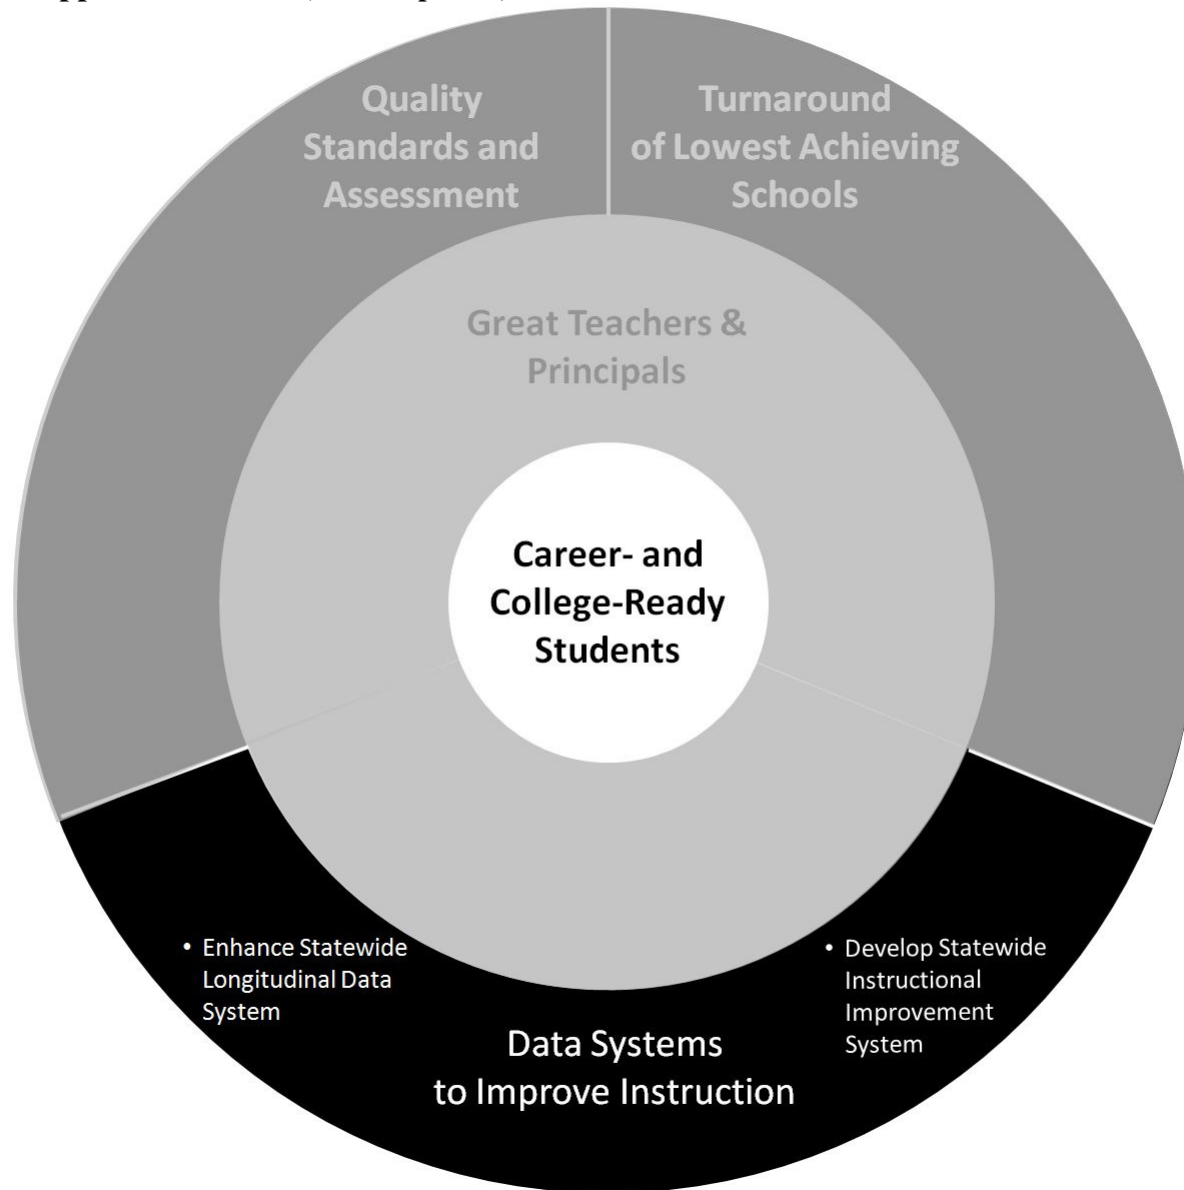 Quality
Standards and
Assessment
Turnaround
of Lowest Achieving
Schools
Great Teachers &
Principals
Career- and
College-Ready
Students
• Enhance Statewide
Longitudinal Data
System
• Develop Statewide
Instructional
Improvement
System
Data Systems
to Improve Instruction